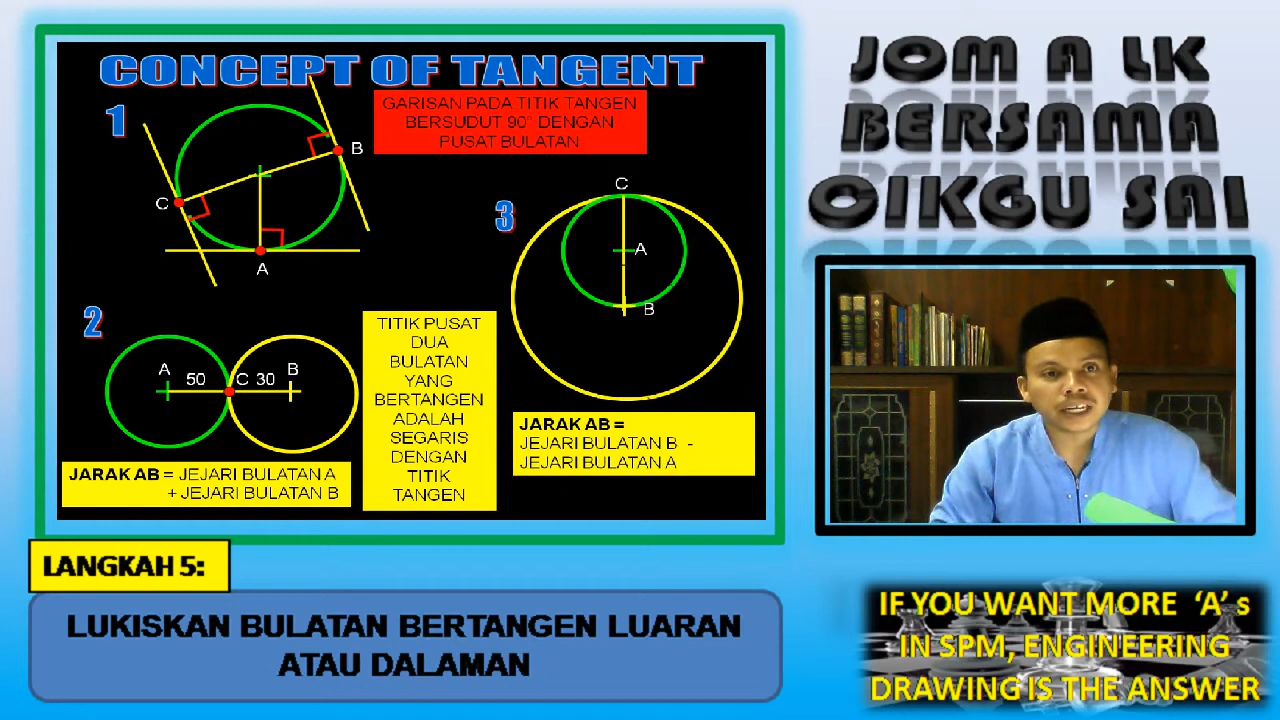 CONCEPT OF TANGENT
1
GARISAN PADA TITIK TANGEN
BERSUDUT 90° DENGAN
PUSAT BULATAN
B
C
A
2
A
50
C
30
B
JARAK AB = JEJARI BULATAN A
+ JEJARI BULATAN B
TITIK PUSAT
DUA
BULATAN
YANG
BERTANGEN
ADALAH
SEGARIS
DENGAN
TITIK
TANGEN
3
C
A
B
JARAK AB =
JEJARI BULATAN B -
JEJARI BULATAN A
LANGKAH 5:
LUKISKAN BULATAN BERTANGEN LUARAN
ATAU DALAMAN
JOM A LK
BERSAMA
CIKGU SAI
IF YOU WANT MORE ‘A’ s
IN SPM, ENGINEERING
DRAWING IS THE ANSWER